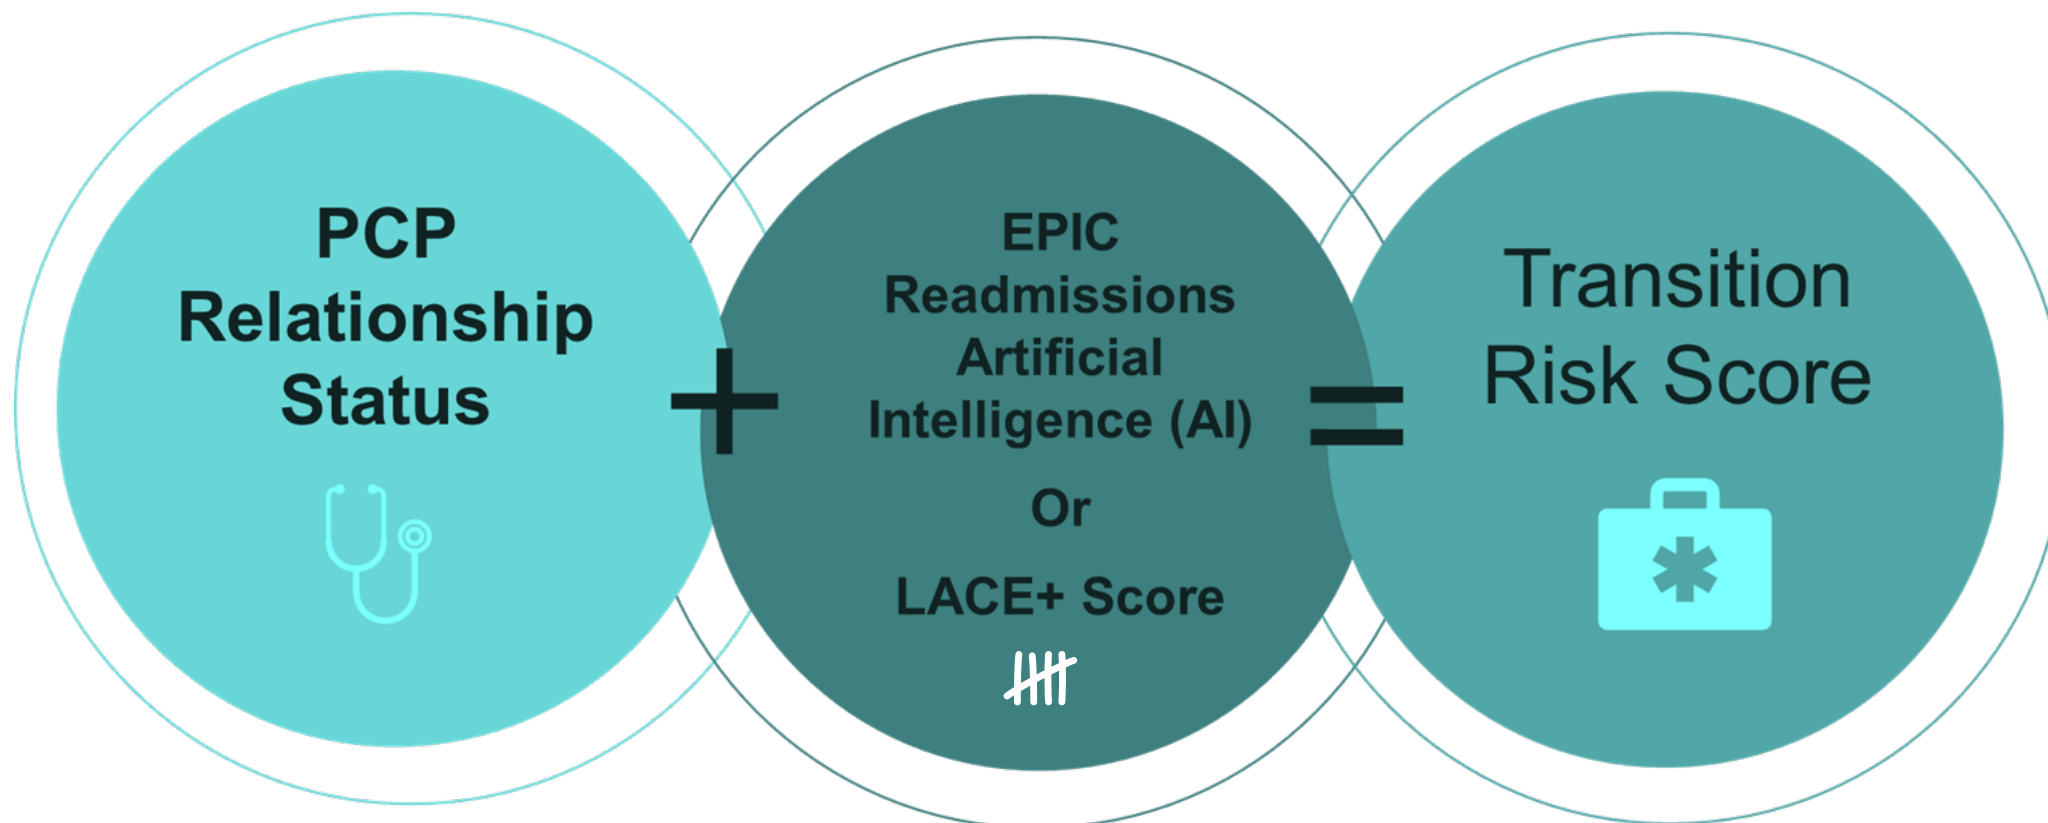 PCP
Relationship
Status
+
EPIC
Readmissions
Artificial
Intelligence (AI)
Or
LACE+ Score
=
Transition
Risk Score